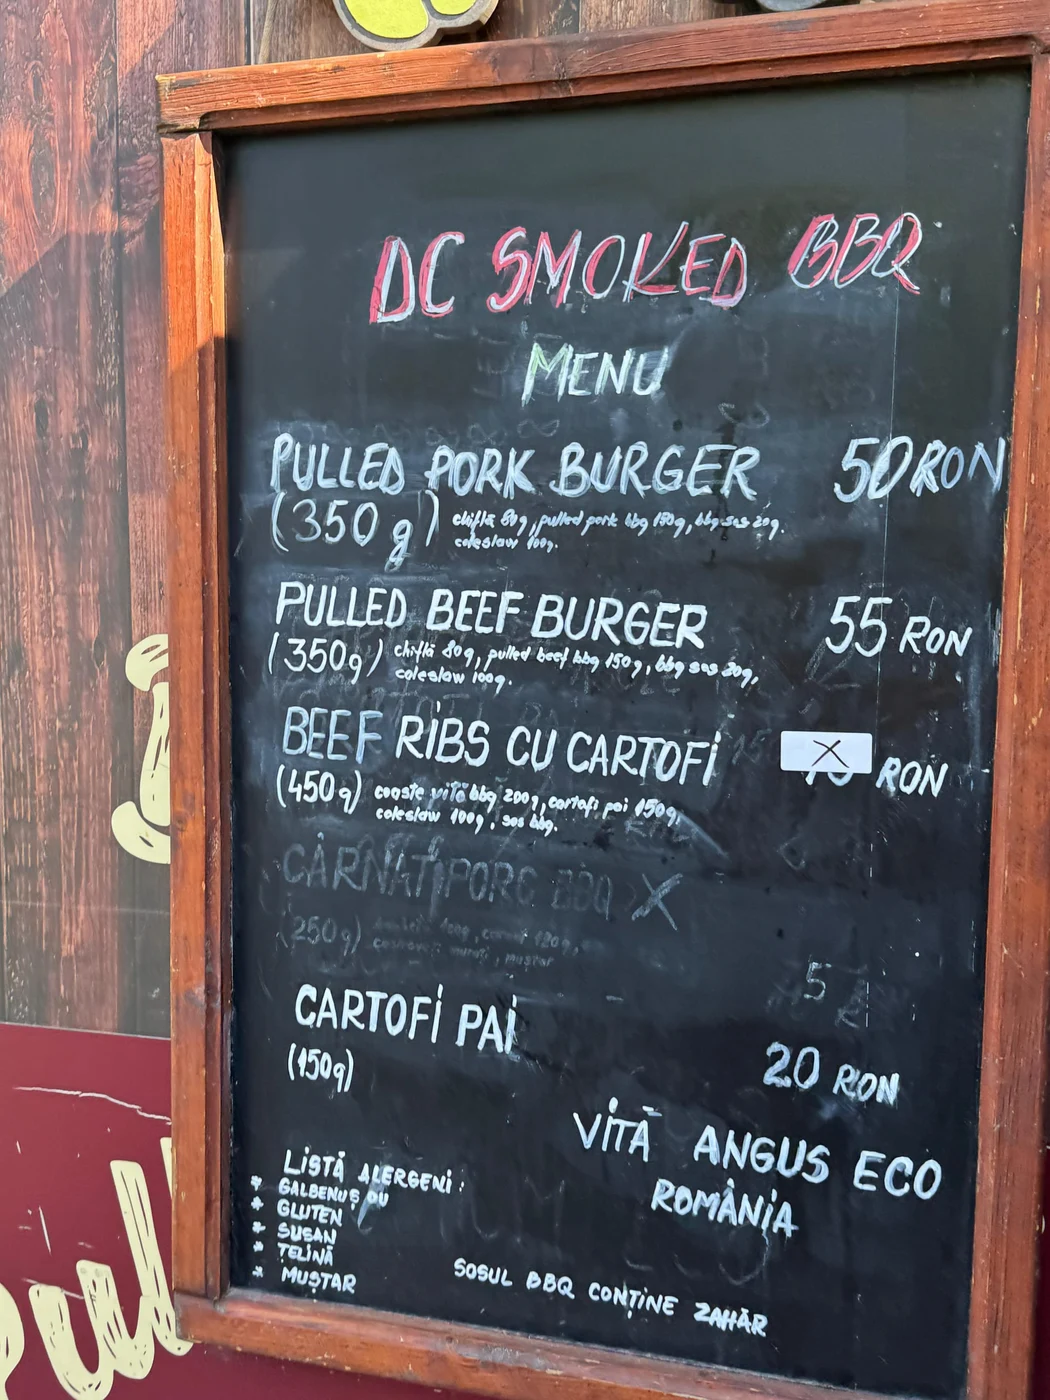 DC SMOKED BBQ
MENU
PULLED PORK BURGER 50 RON
(350 g) chiflă 80g, pulled pork bbq 150g, bbq sos 20g,
coleslaw 100g.
PULLED BEEF BURGER 55 RON
(350g) chiflă 80g, pulled beef bbq 150g, bbq sos 20g,
coleslaw 100g.
BEEF RIBS CU CARTOFI X RON
(450g) coaste vită bbq 200g, cartofi pai 150g,
coleslaw 100g, sos bbq.
CÂRNAȚI PORC BBQ X
(250g)
muștar
5
CARTOFI PAI
(150g) 20 RON
VITĂ ANGUS ECO
ROMÂNIA
LISTĂ ALERGENI:
* GĂLBENUȘ OU
* GLUTEN
* SUSAN
* ȚELINĂ
* MUȘTAR
SOSUL BBQ CONȚINE ZAHĂR